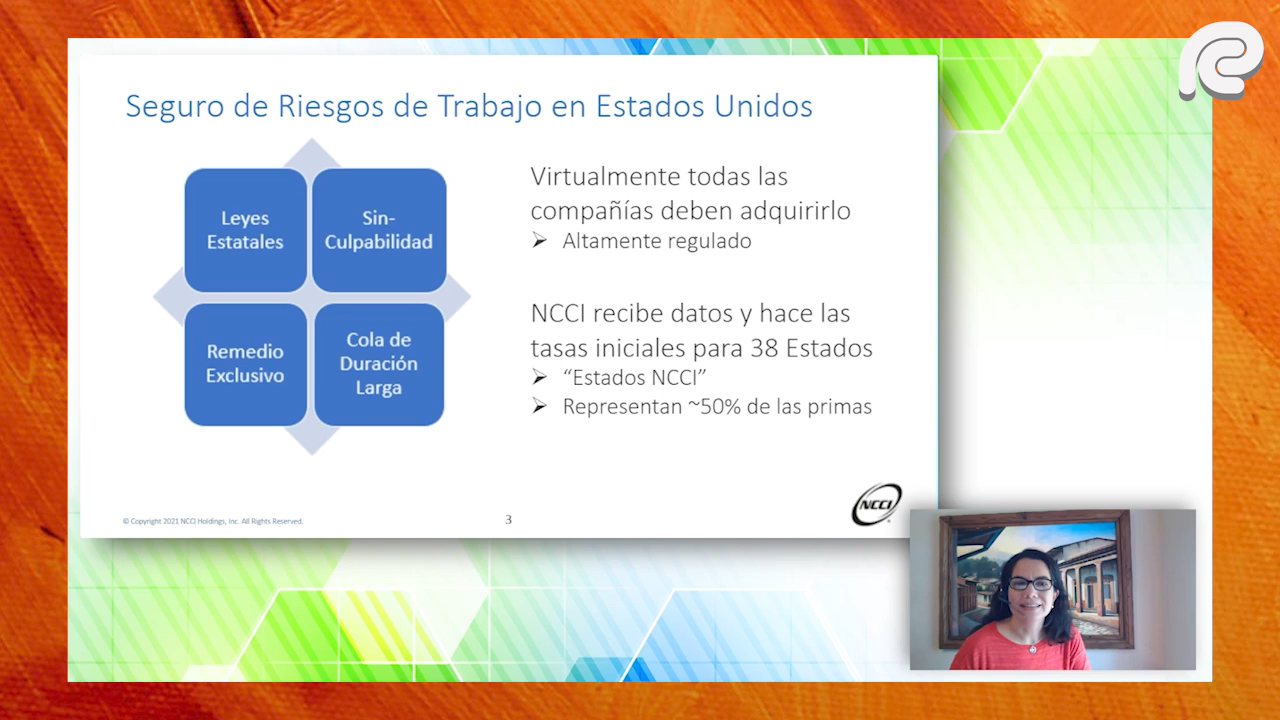 Seguro de Riesgos de Trabajo en Estados Unidos
Leyes
Estatales
Sin-
Culpabilidad
Remedio
Exclusivo
Cola de
Duración
Larga
Virtualmente todas las
compañías deben adquirirlo
➢ Altamente regulado
NCCI recibe datos y hace las
tasas iniciales para 38 Estados
➢ “Estados NCCI”
➢ Representan ~50% de las primas
© Copyright 2021 NCCI Holdings, Inc. All Rights Reserved.
3
NCCI